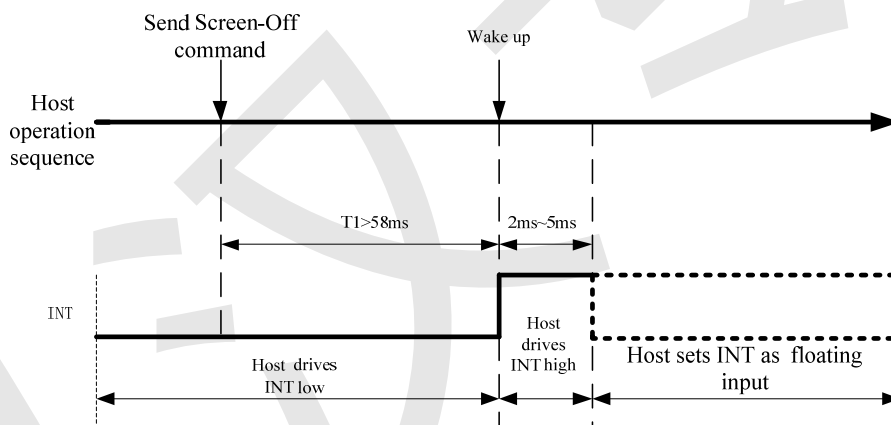 Send Screen-Off
command
Wake up
Host
operation
sequence
T1>58ms
2ms~5ms
INT
Host drives
INT low
Host
drives
INT high
Host sets INT as floating
input